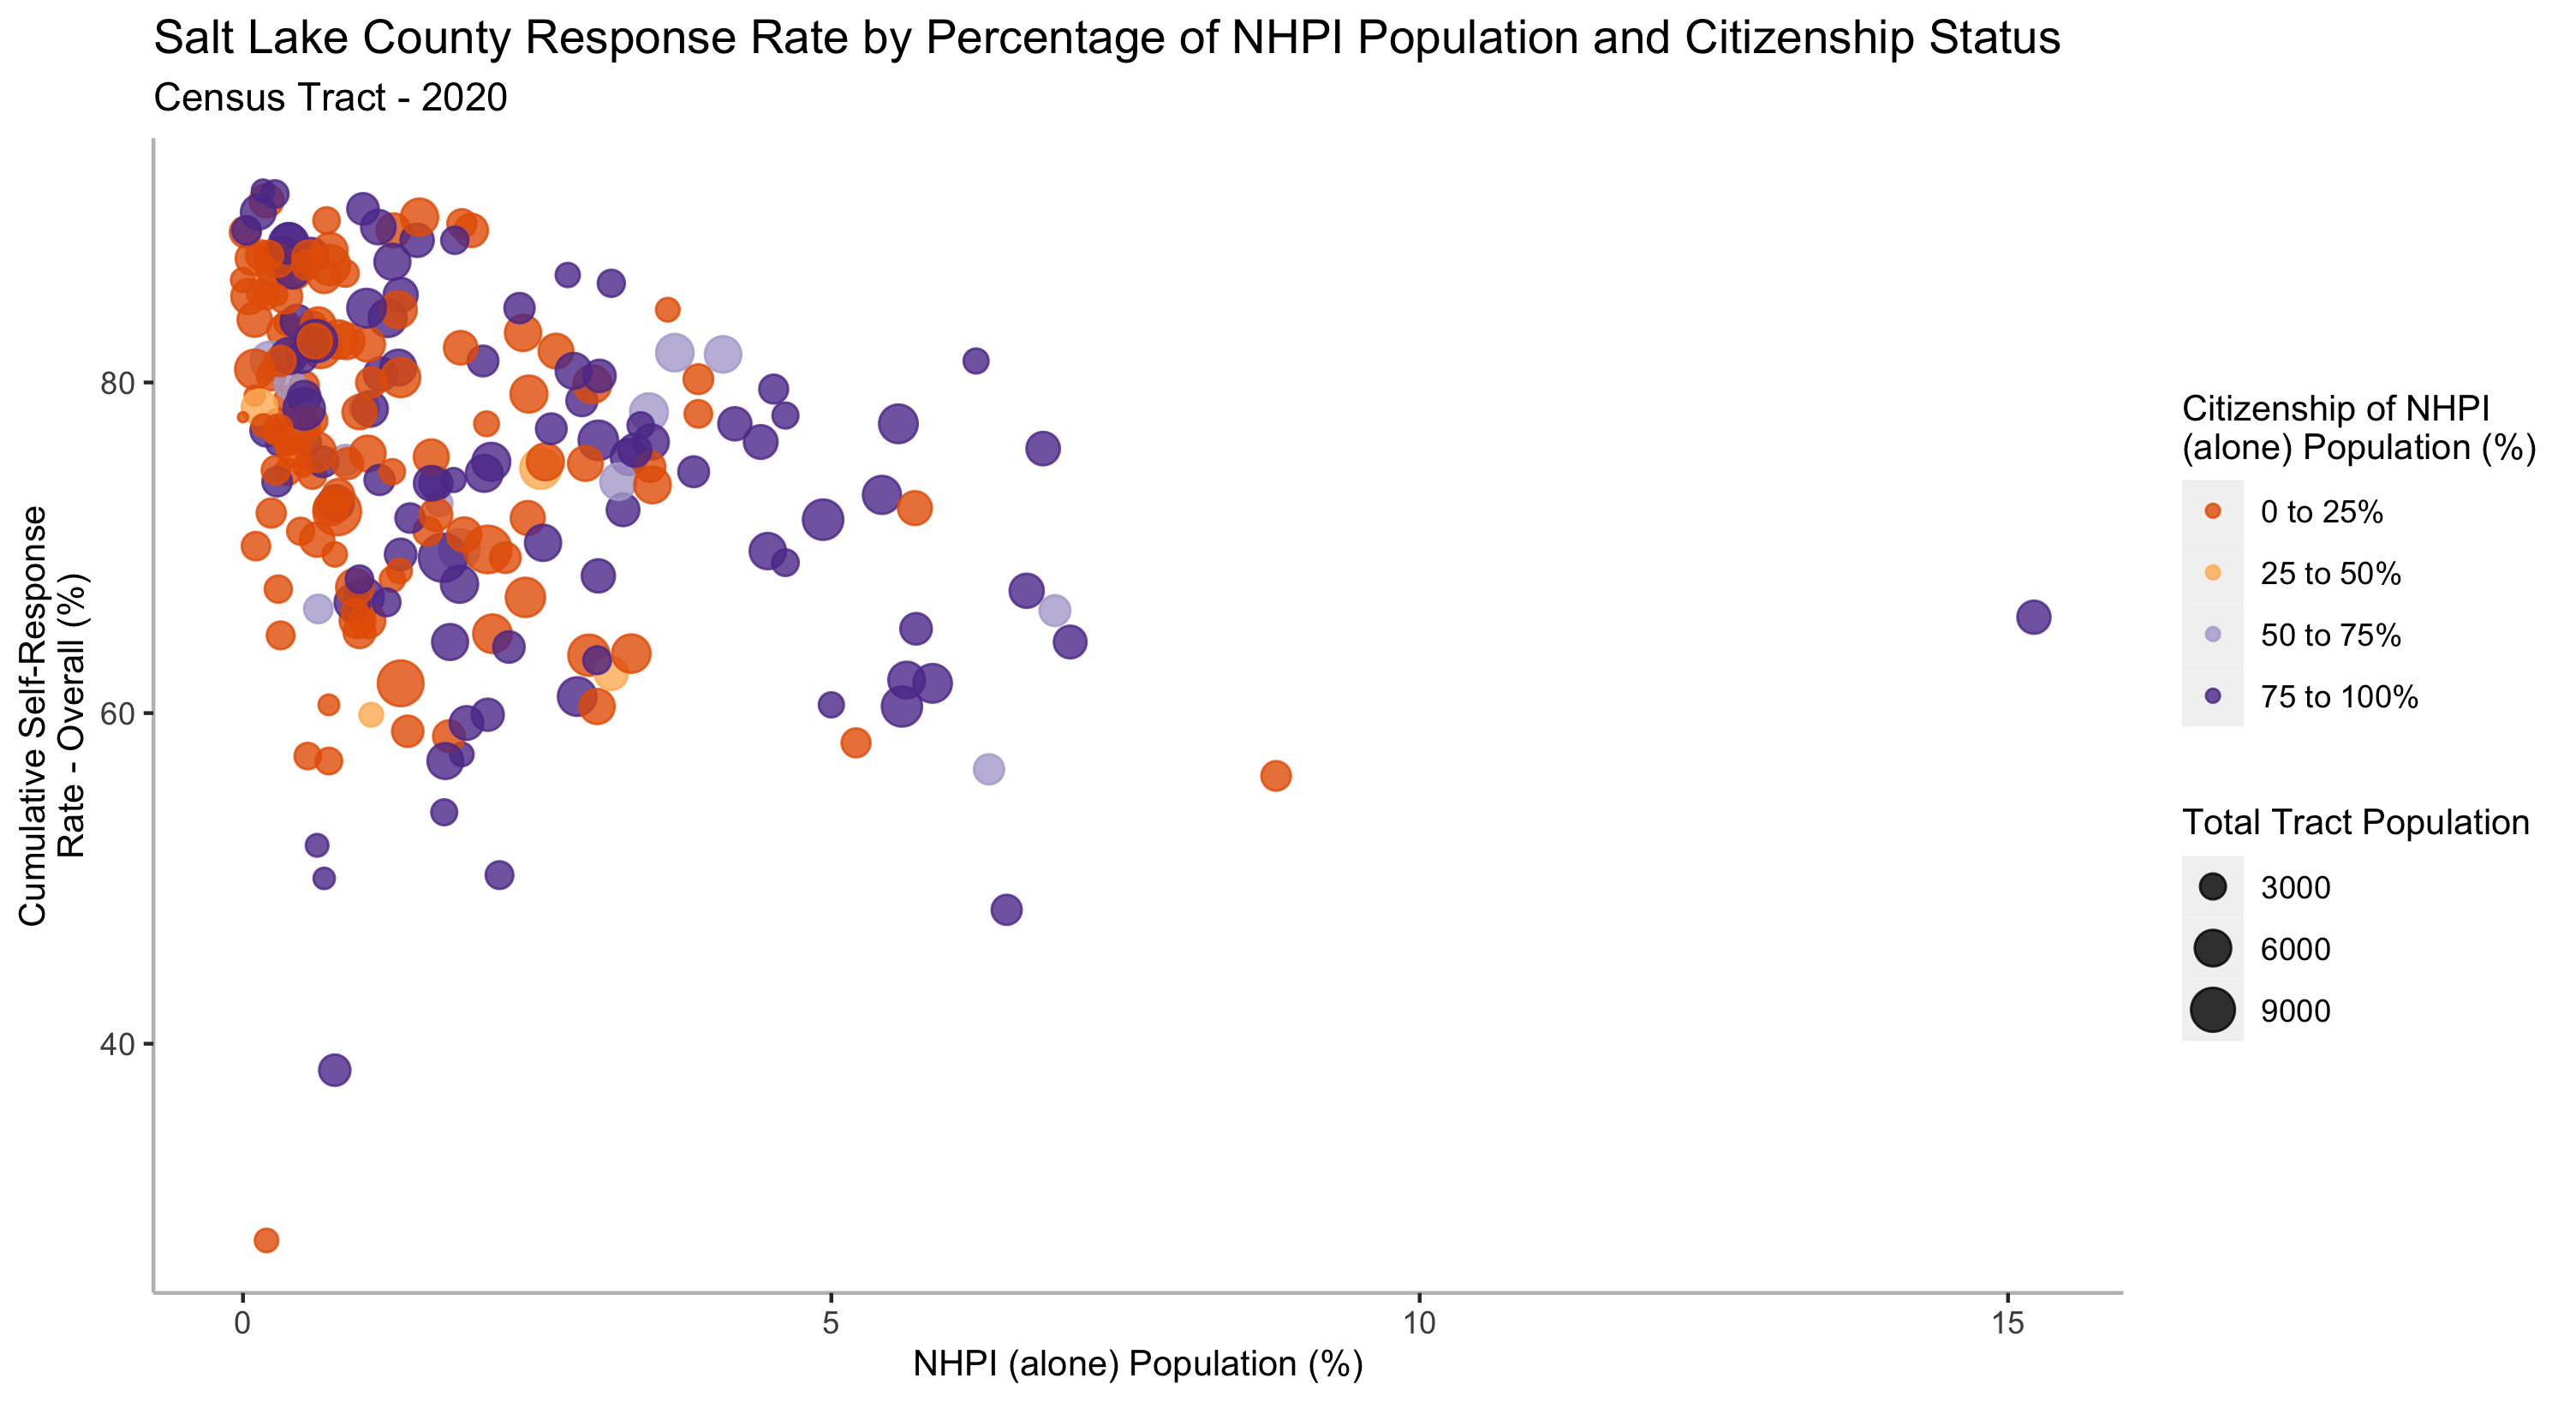 Salt Lake County Response Rate by Percentage of NHPI Population and Citizenship Status
Census Tract - 2020
Cumulative Self-Response
Rate - Overall (%)
80
60
40
0
5
10
15
NHPI (alone) Population (%)
Citizenship of NHPI
(alone) Population (%)
0 to 25%
25 to 50%
50 to 75%
75 to 100%
Total Tract Population
3000
6000
9000